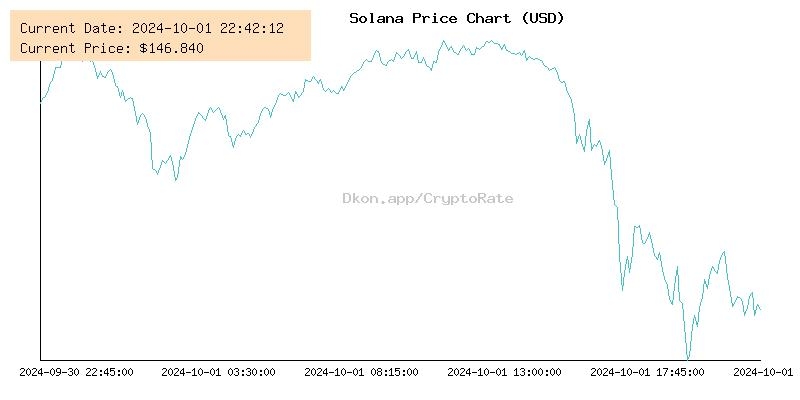 Solana Price Chart (USD)
Current Date: 2024-10-01 22:42:12
Current Price: $146.840
Dkon.app/CryptoRate
2024-09-30 22:45:00
2024-10-01 03:30:00
2024-10-01 08:15:00
2024-10-01 13:00:00
2024-10-01 17:45:00
2024-10-01